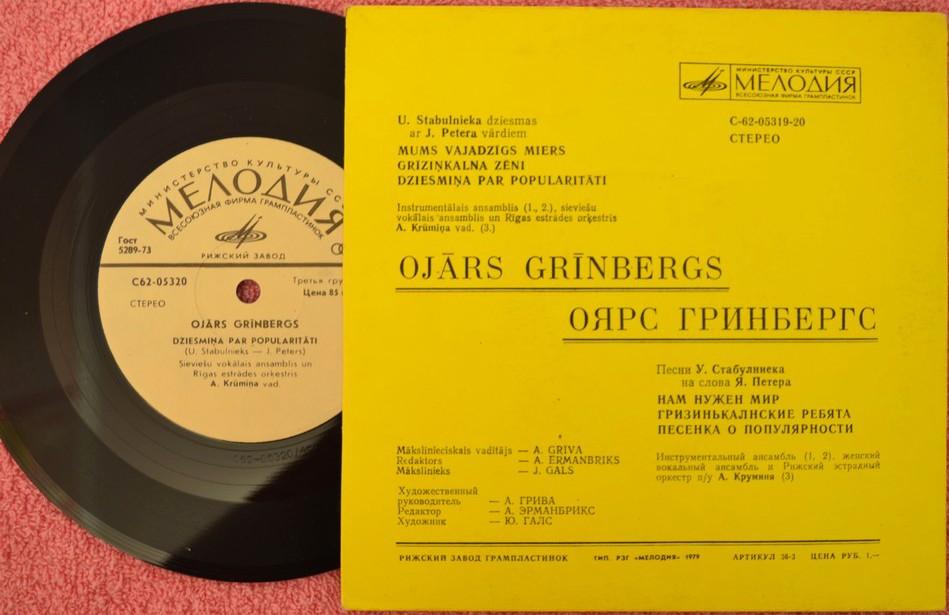 МИНИСТЕРСТВО КУЛЬТУРЫ СССР
МЕЛОДИЯ
ВСЕСОЮЗНАЯ ФИРМА ГРАМПЛАСТИНОК
Гост
5289-73
РИЖСКИЙ ЗАВОД
С62-05320
СТЕРЕО
Третья
Цена 85
OJĀRS GRĪNBERGS
DZIESMIŅA PAR POPULARITĀTI
(U. Stabulnieks — J. Peters)
Sieviešu vokālais ansamblis un
Rīgas estrādes orķestris
A. Krūmiņa vad.
МИНИСТЕРСТВО КУЛЬТУРЫ СССР
МЕЛОДИЯ
ВСЕСОЮЗНАЯ ФИРМА ГРАМПЛАСТИНОК
U. Stabulnieka dziesmas
ar J. Petera vārdiem
MUMS VAJADZĪGS MIERS
GRĪZIŅKALNA ZĒNI
DZIESMIŅA PAR POPULARITĀTI
С-62-05319-20
СТЕРЕО
Instrumentālais ansamblis (1., 2.), sieviešu
vokālais ansamblis un Rīgas estrādes orķestris
A. Krūmiņa vad. (3.)
OJĀRS GRĪNBERGS
ОЯРС ГРИНБЕРГС
Песни У. Стабулниека
на слова Я. Петера
НАМ НУЖЕН МИР
ГРИЗИНЬКАЛНСКИЕ РЕБЯТА
ПЕСЕНКА О ПОПУЛЯРНОСТИ
Инструментальный ансамбль (1, 2), женский
вокальный ансамбль и Рижский эстрадный
оркестр п/у А. Круминя (3)
Mākslinieciskais vadītājs — A. GRĪVA
Redaktors — A. ERMANBRIKS
Mākslinieks — J. GALS
Художественный
руководитель — А. ГРИВА
Редактор — А. ЭРМАНБРИКС
Художник — Ю. ГАЛС
РИЖСКИЙ ЗАВОД ГРАМПЛАСТИНОК ТИП. РЗГ «МЕЛОДИЯ» 1979 АРТИКУЛ 36-3 ЦЕНА РУБ. 1,—